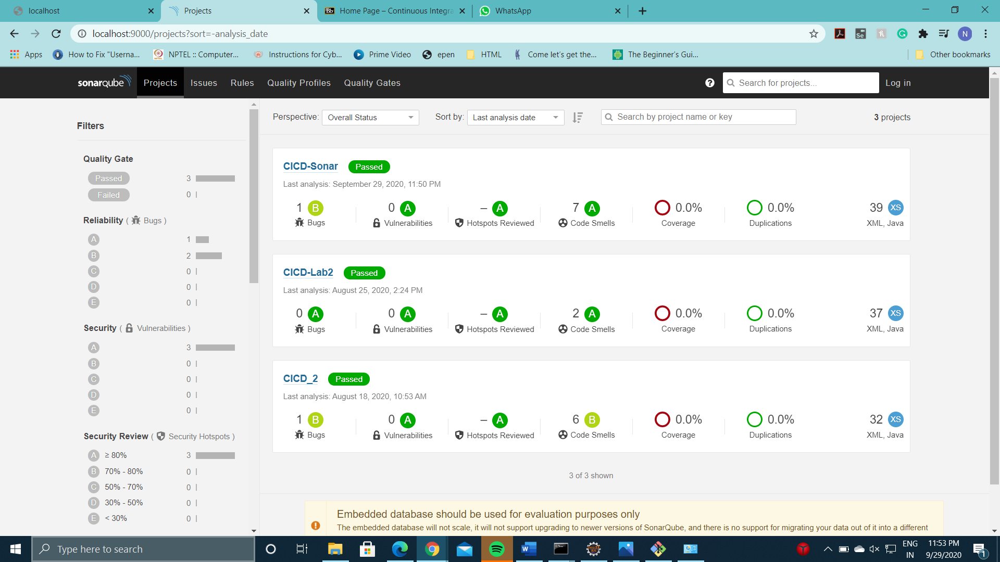 localhost
Projects
Home Page – Continuous Integra
WhatsApp
localhost:9000/projects?sort=-analysis_date
Apps
How to Fix "Userna...
NPTEL :: Computer...
Instructions for Cyb...
Prime Video
epen
HTML
Come let's get the...
The Beginner's Gui...
Other bookmarks
sonarqube
Projects
Issues
Rules
Quality Profiles
Quality Gates
Search for projects...
Log in
Filters
Quality Gate
Passed 3
Failed 0
Reliability ( Bugs )
A 1
B 2
C 0
D 0
E 0
Security ( Vulnerabilities )
A 3
B 0
C 0
D 0
E 0
Security Review ( Security Hotspots )
A ≥ 80% 3
B 70% - 80% 0
C 50% - 70% 0
D 30% - 50% 0
E < 30% 0
Perspective: Overall Status
Sort by: Last analysis date
Search by project name or key
3 projects
CICD-Sonar Passed
Last analysis: September 29, 2020, 11:50 PM
1 B 0 A – A 7 A 0.0% 0.0% 39 XS
Bugs Vulnerabilities Hotspots Reviewed Code Smells Coverage Duplications XML, Java
CICD-Lab2 Passed
Last analysis: August 25, 2020, 2:24 PM
0 A 0 A – A 2 A 0.0% 0.0% 37 XS
Bugs Vulnerabilities Hotspots Reviewed Code Smells Coverage Duplications XML, Java
CICD_2 Passed
Last analysis: August 18, 2020, 10:53 AM
1 B 0 A – A 6 B 0.0% 0.0% 32 XS
Bugs Vulnerabilities Hotspots Reviewed Code Smells Coverage Duplications XML, Java
3 of 3 shown
Embedded database should be used for evaluation purposes only
The embedded database will not scale, it will not support upgrading to newer versions of SonarQube, and there is no support for migrating your data out of it into a different
Type here to search
ENG
IN
11:53 PM
9/29/2020
1